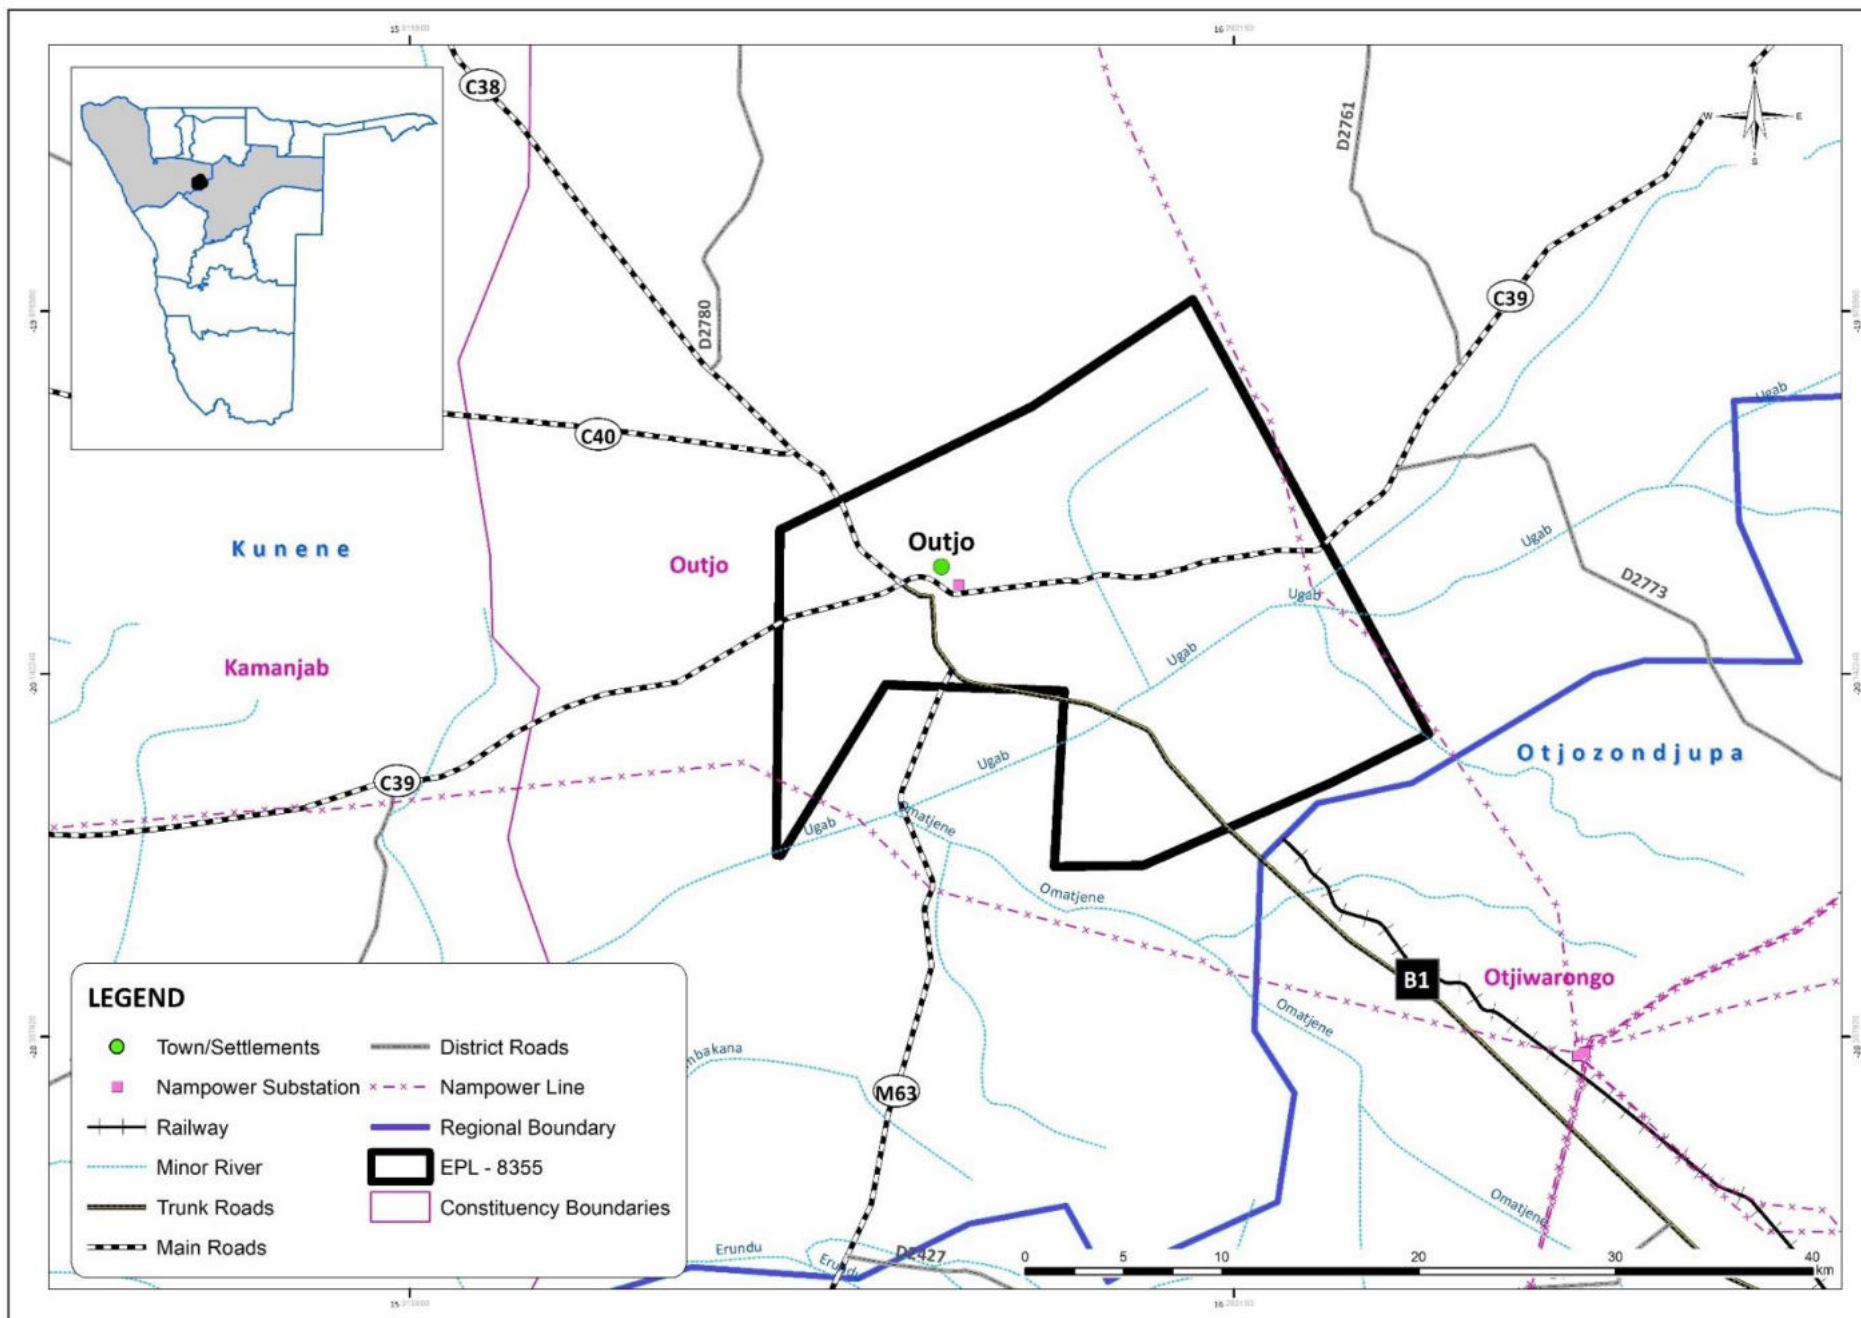 C38
D2761
N
W
E
S
C39
D2780
Ugab
C40
Outjo
Kunene
Outjo
Ugab
D2773
Ugab
Kamanjab
Ugab
Otjozondjupa
Ugab
C39
Ugab
Omatjene
Omatjene
B1
Otjiwarongo
Omatjene
LEGEND
Town/Settlements
District Roads
Nampower Substation
Nampower Line
Railway
Regional Boundary
Minor River
EPL - 8355
Trunk Roads
Constituency Boundaries
Main Roads
mbakana
M63
Omatjene
Erundu
Erundu
D2427
0 5 10 20 30 40
km